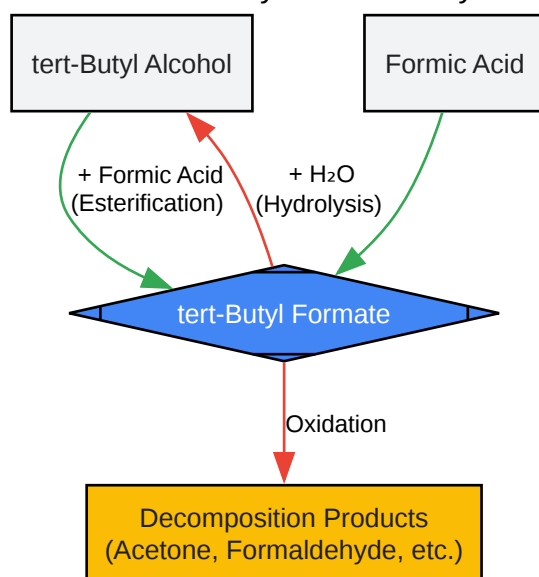 tert-Butyl Alcohol
Formic Acid
+ Formic Acid
(Esterification)
+ H₂O
(Hydrolysis)
tert-Butyl Formate
Oxidation
Decomposition Products
(Acetone, Formaldehyde, etc.)